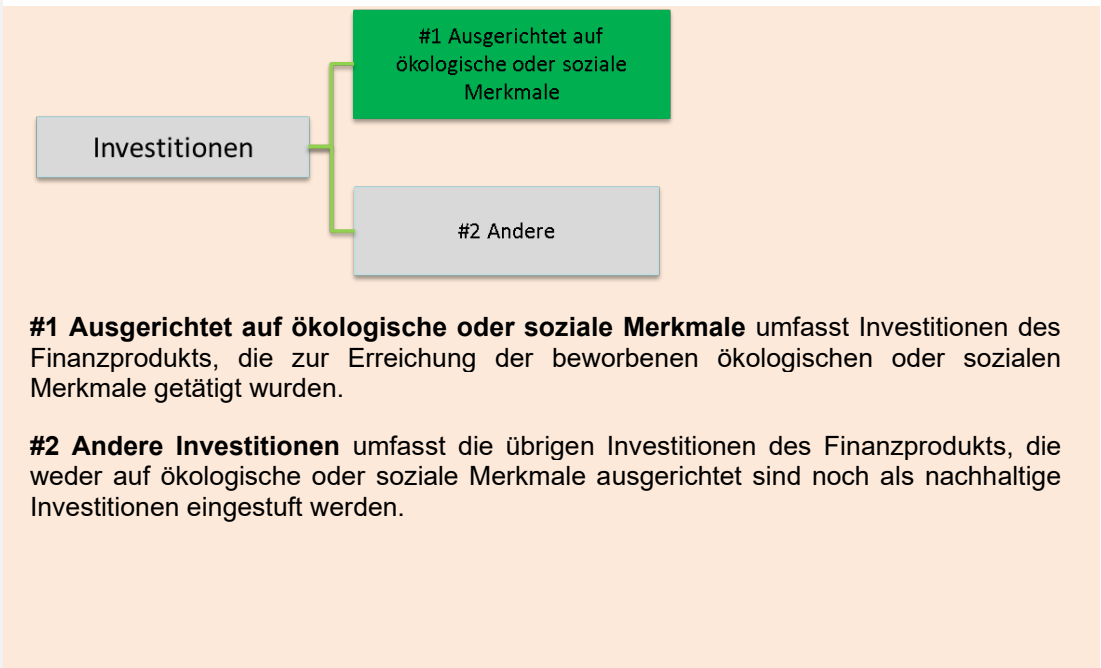 #1 Ausgerichtet auf
ökologische oder soziale
Merkmale
Investitionen
#2 Andere
#1 Ausgerichtet auf ökologische oder soziale Merkmale umfasst Investitionen des
Finanzprodukts, die zur Erreichung der beworbenen ökologischen oder sozialen
Merkmale getätigt wurden.
#2 Andere Investitionen umfasst die übrigen Investitionen des Finanzprodukts, die
weder auf ökologische oder soziale Merkmale ausgerichtet sind noch als nachhaltige
Investitionen eingestuft werden.